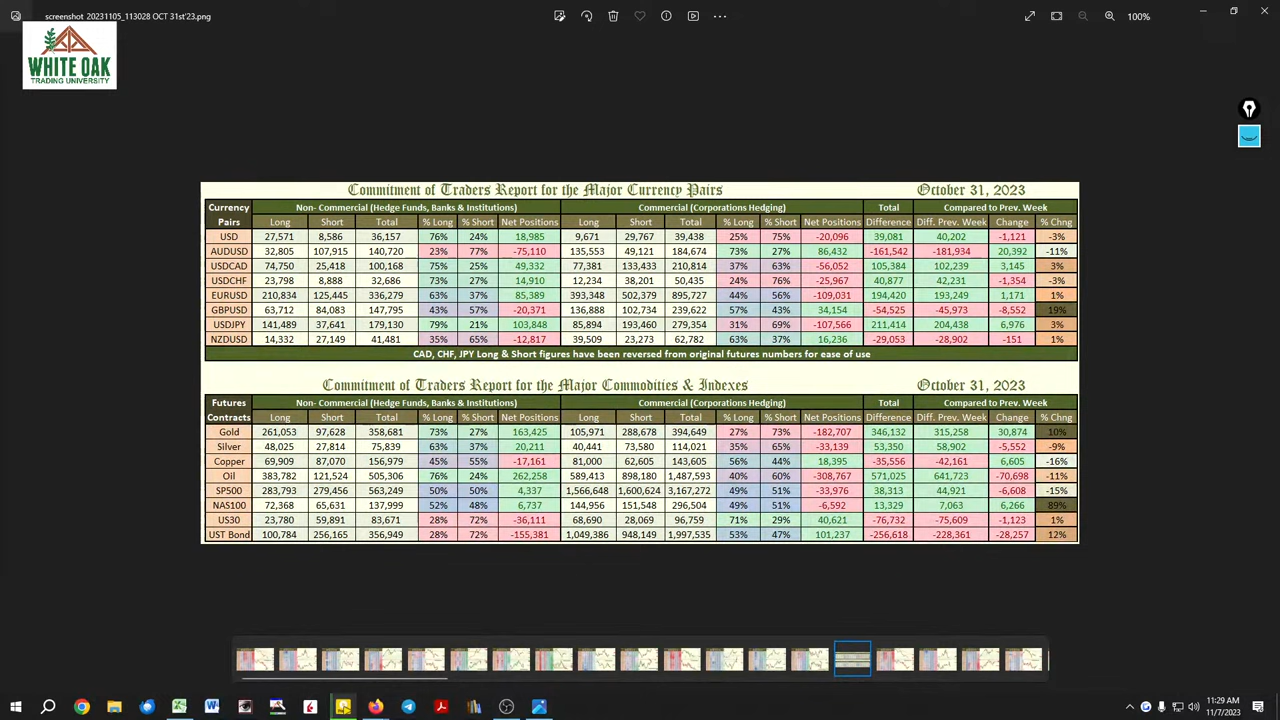 screenshot 20231105_113028 OCT 31st'23.png
100%
WHITE OAK
TRADING UNIVERSITY
Commitment of Traders Report for the Major Currency Pairs October 31, 2023
Currency Non- Commercial (Hedge Funds, Banks & Institutions) Commercial (Corporations Hedging) Total Compared to Prev. Week
Pairs Long Short Total % Long % Short Net Positions Long Short Total % Long % Short Net Positions Difference Diff. Prev. Week Change % Chng
USD 27,571 8,586 36,157 76% 24% 18,985 9,671 29,767 39,438 25% 75% -20,096 39,081 40,202 -1,121 -3%
AUDUSD 32,805 107,915 140,720 23% 77% -75,110 135,553 49,121 184,674 73% 27% 86,432 -161,542 -181,934 20,392 -11%
USDCAD 74,750 25,418 100,168 75% 25% 49,332 77,381 133,433 210,814 37% 63% -56,052 105,384 102,239 3,145 3%
USDCHF 23,798 8,888 32,686 73% 27% 14,910 12,234 38,201 50,435 24% 76% -25,967 40,877 42,231 -1,354 -3%
EURUSD 210,834 125,445 336,279 63% 37% 85,389 393,348 502,379 895,727 44% 56% -109,031 194,420 193,249 1,171 1%
GBPUSD 63,712 84,083 147,795 43% 57% -20,371 136,888 102,734 239,622 57% 43% 34,154 -54,525 -45,973 -8,552 19%
USDJPY 141,489 37,641 179,130 79% 21% 103,848 85,894 193,460 279,354 31% 69% -107,566 211,414 204,438 6,976 3%
NZDUSD 14,332 27,149 41,481 35% 65% -12,817 39,509 23,273 62,782 63% 37% 16,236 -29,053 -28,902 -151 1%
CAD, CHF, JPY Long & Short figures have been reversed from original futures numbers for ease of use
Commitment of Traders Report for the Major Commodities & Indexes October 31, 2023
Futures Non- Commercial (Hedge Funds, Banks & Institutions) Commercial (Corporations Hedging) Total Compared to Prev. Week
Contracts Long Short Total % Long % Short Net Positions Long Short Total % Long % Short Net Positions Difference Diff. Prev. Week Change % Chng
Gold 261,053 97,628 358,681 73% 27% 163,425 105,971 288,678 394,649 27% 73% -182,707 346,132 315,258 30,874 10%
Silver 48,025 27,814 75,839 63% 37% 20,211 40,441 73,580 114,021 35% 65% -33,139 53,350 58,902 -5,552 -9%
Copper 69,909 87,070 156,979 45% 55% -17,161 81,000 62,605 143,605 56% 44% 18,395 -35,556 -42,161 6,605 -16%
Oil 383,782 121,524 505,306 76% 24% 262,258 589,413 898,180 1,487,593 40% 60% -308,767 571,025 641,723 -70,698 -11%
SP500 283,793 279,456 563,249 50% 50% 4,337 1,566,648 1,600,624 3,167,272 49% 51% -33,976 38,313 44,921 -6,608 -15%
NAS100 72,368 65,631 137,999 52% 48% 6,737 144,956 151,548 296,504 49% 51% -6,592 13,329 7,063 6,266 89%
US30 23,780 59,891 83,671 28% 72% -36,111 68,690 28,069 96,759 71% 29% 40,621 -76,732 -75,609 -1,123 1%
UST Bond 100,784 256,165 356,949 28% 72% -155,381 1,049,386 948,149 1,997,535 53% 47% 101,237 -256,618 -228,361 -28,257 12%
11:29 AM
11/7/2023